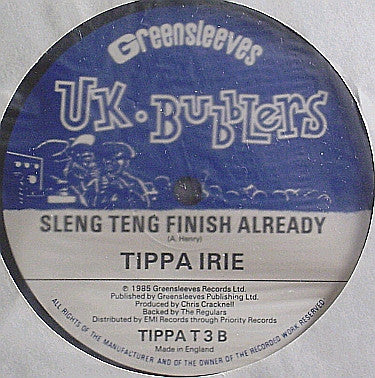 Greensleeves
UK. Bubblers
SLENG TENG FINISH ALREADY
(A. Henry)
TIPPA IRIE
℗ 1985 Greensleeves Records Ltd.
Published by Greensleeves Publishing Ltd.
Produced by Chris Cracknell
Backed by The Regulars
Distributed by EMI Records through Priority Records
TIPPA T 3 B
Made in England
ALL RIGHTS OF THE MANUFACTURER AND OF THE OWNER OF THE RECORDED WORK RESERVED